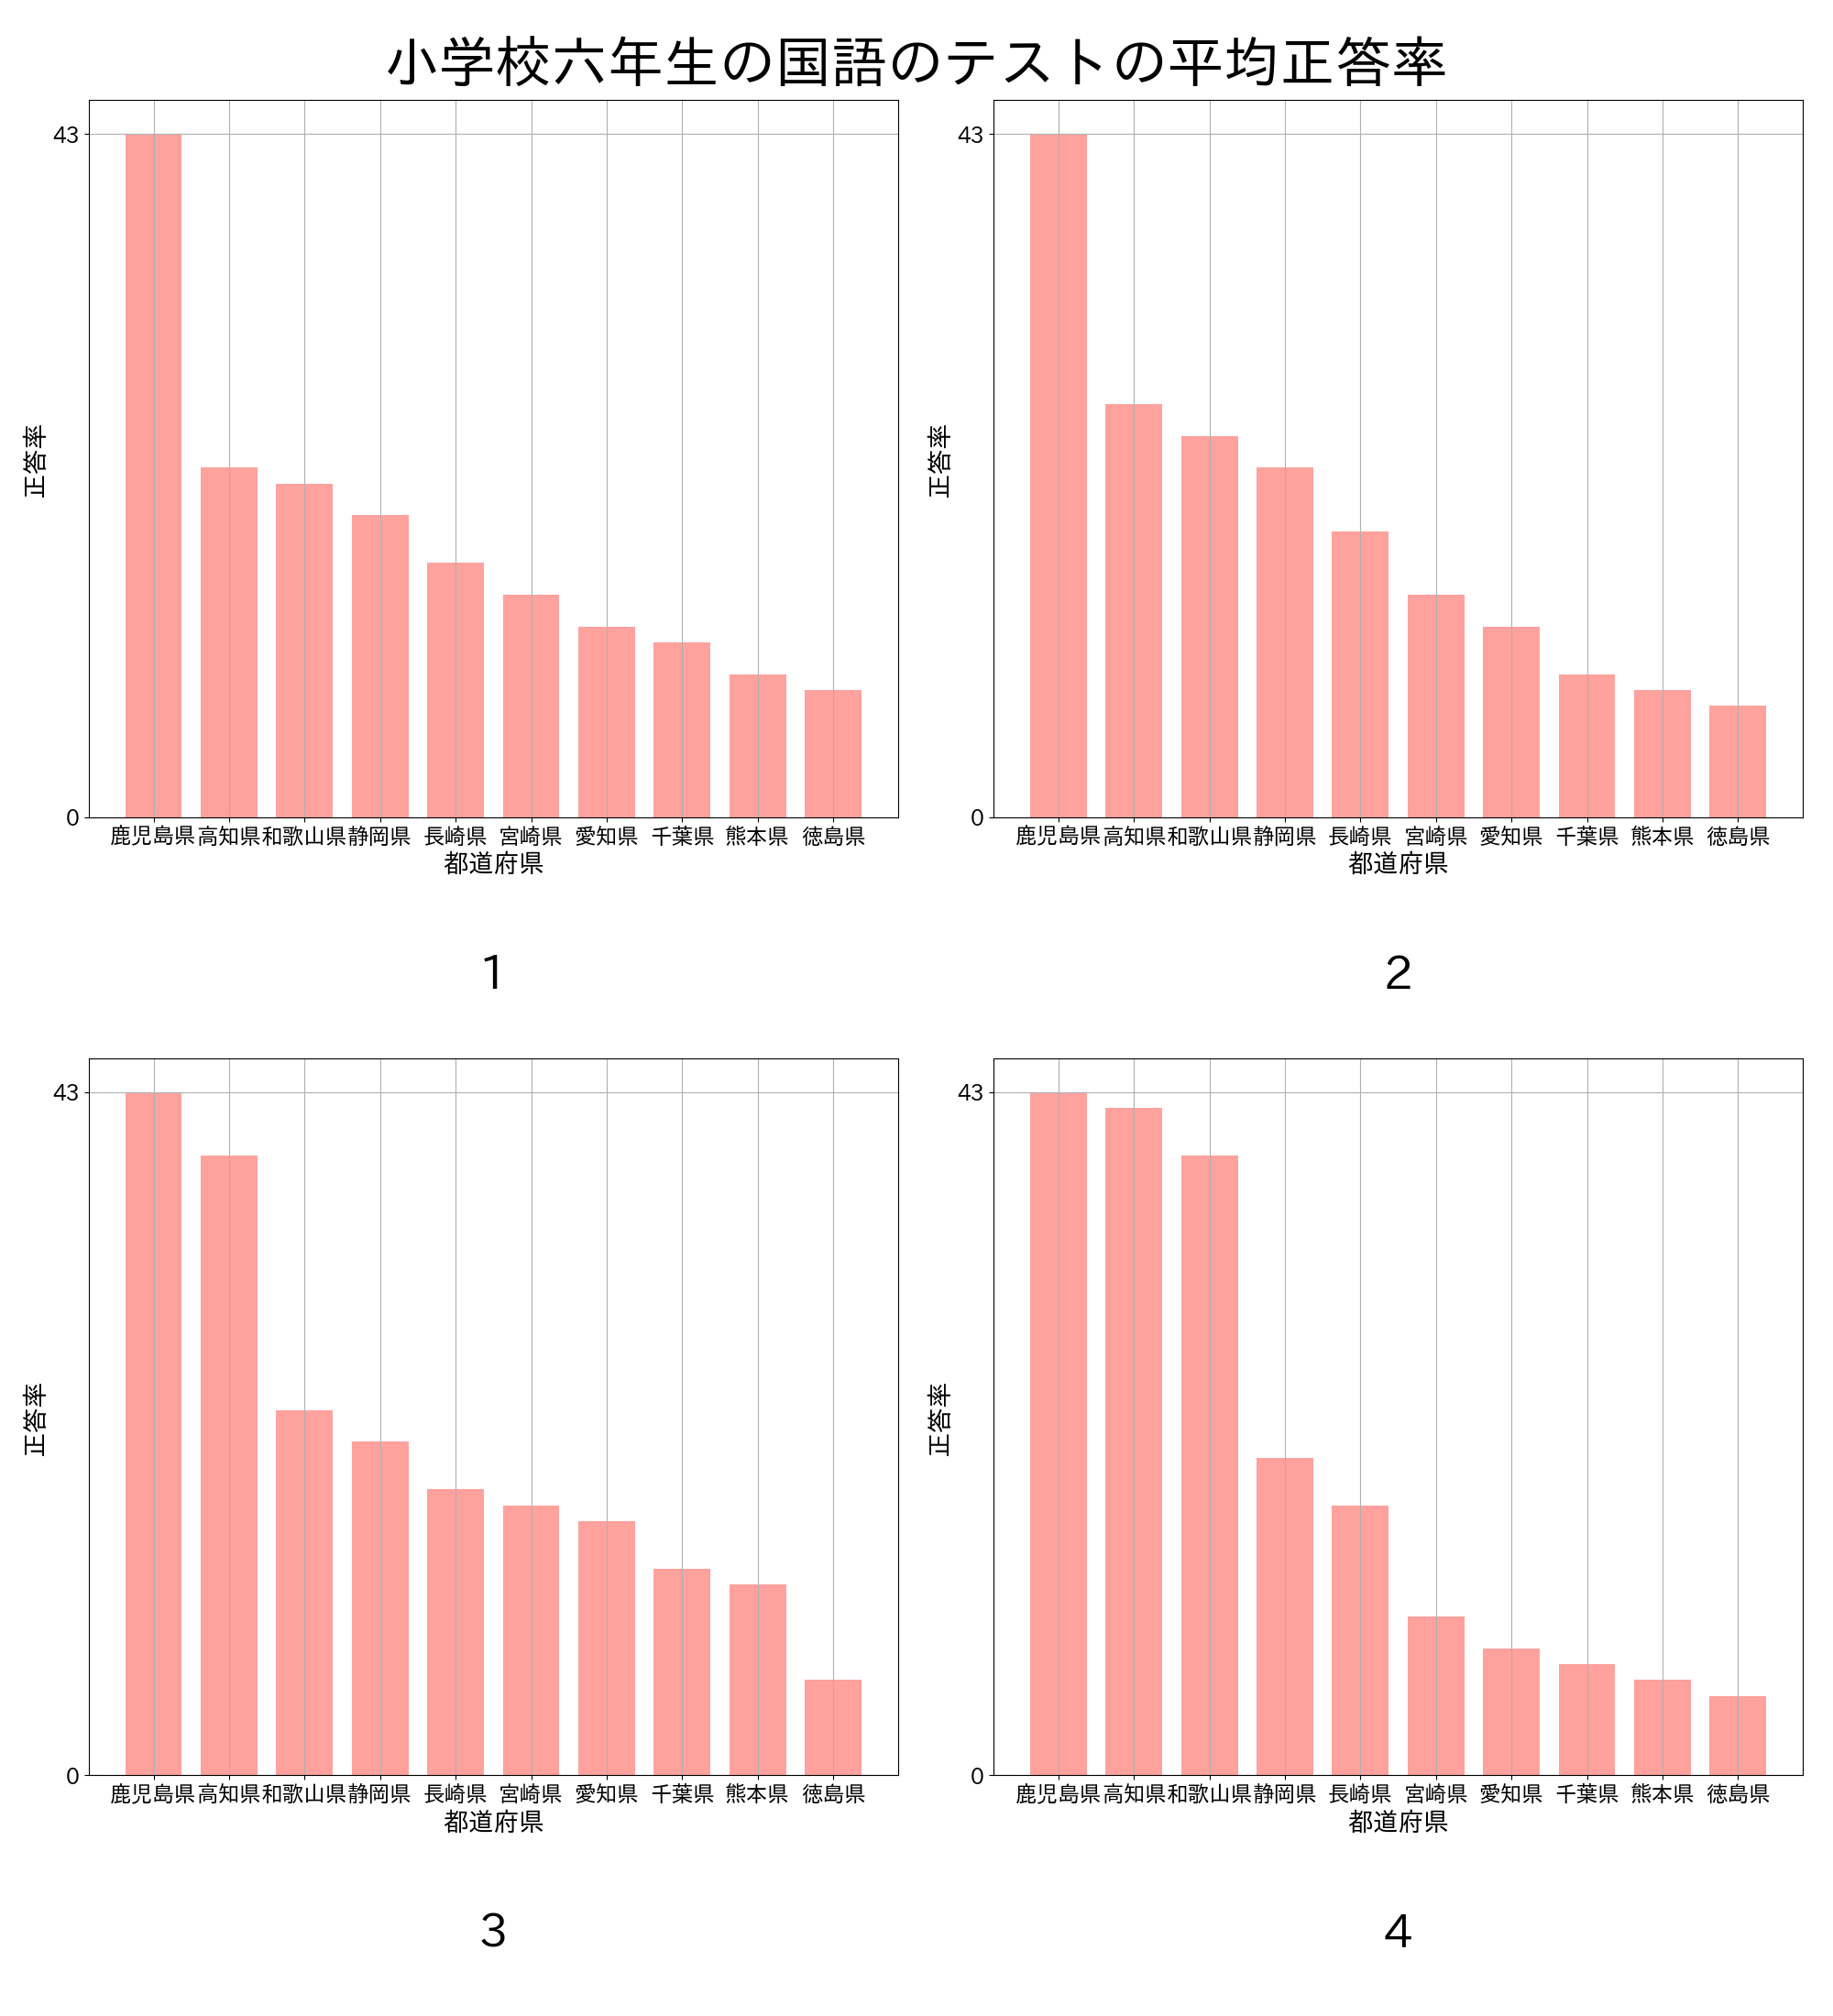 小学校六年生の国語のテストの平均正答率
43
正答率
0
鹿児島県 高知県 和歌山県 静岡県 長崎県 宮崎県 愛知県 千葉県 熊本県 徳島県
都道府県
1
43
正答率
0
鹿児島県 高知県 和歌山県 静岡県 長崎県 宮崎県 愛知県 千葉県 熊本県 徳島県
都道府県
2
43
正答率
0
鹿児島県 高知県 和歌山県 静岡県 長崎県 宮崎県 愛知県 千葉県 熊本県 徳島県
都道府県
3
43
正答率
0
鹿児島県 高知県 和歌山県 静岡県 長崎県 宮崎県 愛知県 千葉県 熊本県 徳島県
都道府県
4